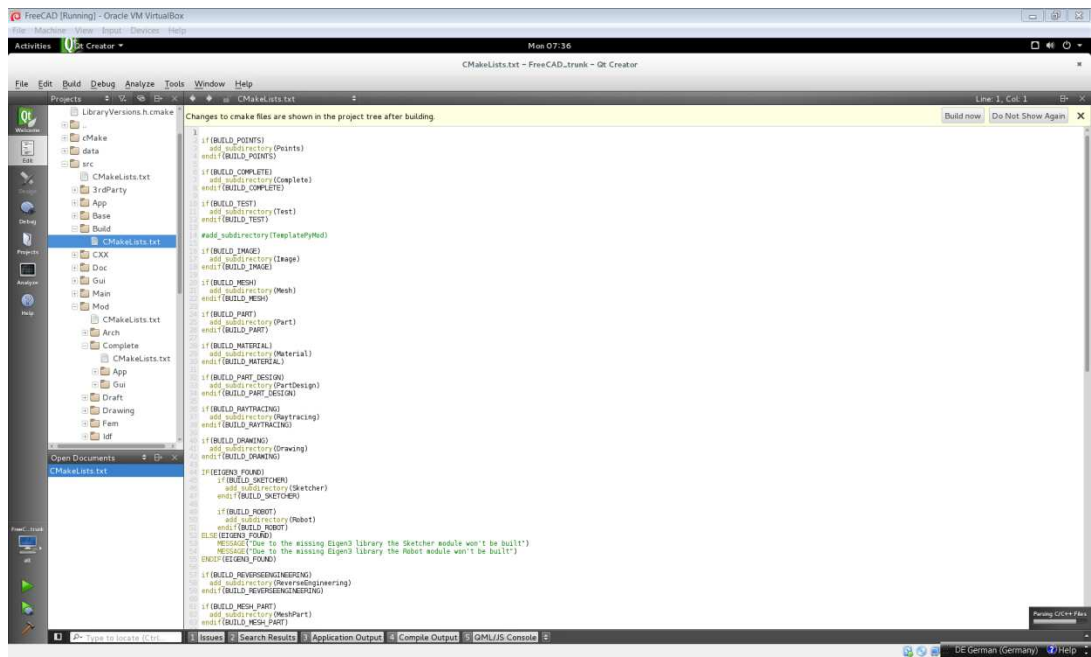 FreeCAD [Running] - Oracle VM VirtualBox
File Machine View Input Devices Help
Activities Qt Creator Mon 07:36
CMakeLists.txt - FreeCAD_trunk - Qt Creator
File Edit Build Debug Analyze Tools Window Help
Projects CMakeLists.txt Line: 1, Col: 1
Changes to cmake files are shown in the project tree after building. Build now Do Not Show Again
Welcome
Edit
Design
Debug
Projects
Analyze
Help
LibraryVersions.h.cmake
..
cMake
data
src
CMakeLists.txt
3rdParty
App
Base
Build
CMakeLists.txt
CXX
Doc
Gui
Main
Mod
CMakeLists.txt
Arch
Complete
CMakeLists.txt
App
Gui
Draft
Drawing
Fem
Idf
Open Documents
CMakeLists.txt
FreeC...trunk
all
1
if(BUILD_POINTS)
add_subdirectory(Points)
endif(BUILD_POINTS)
if(BUILD_COMPLETE)
add_subdirectory(Complete)
endif(BUILD_COMPLETE)
if(BUILD_TEST)
add_subdirectory(Test)
endif(BUILD_TEST)
#add_subdirectory(TemplatePyMod)
if(BUILD_IMAGE)
add_subdirectory(Image)
endif(BUILD_IMAGE)
if(BUILD_MESH)
add_subdirectory(Mesh)
endif(BUILD_MESH)
if(BUILD_PART)
add_subdirectory(Part)
endif(BUILD_PART)
if(BUILD_MATERIAL)
add_subdirectory(Material)
endif(BUILD_MATERIAL)
if(BUILD_PART_DESIGN)
add_subdirectory(PartDesign)
endif(BUILD_PART_DESIGN)
if(BUILD_RAYTRACING)
add_subdirectory(Raytracing)
endif(BUILD_RAYTRACING)
if(BUILD_DRAWING)
add_subdirectory(Drawing)
endif(BUILD_DRAWING)
IF(EIGEN3_FOUND)
if(BUILD_SKETCHER)
add_subdirectory(Sketcher)
endif(BUILD_SKETCHER)
if(BUILD_ROBOT)
add_subdirectory(Robot)
endif(BUILD_ROBOT)
ELSE(EIGEN3_FOUND)
MESSAGE("Due to the missing Eigen3 library the Sketcher module won't be built")
MESSAGE("Due to the missing Eigen3 library the Robot module won't be built")
ENDIF(EIGEN3_FOUND)
if(BUILD_REVERSEENGINEERING)
add_subdirectory(ReverseEngineering)
endif(BUILD_REVERSEENGINEERING)
if(BUILD_MESH_PART)
add_subdirectory(MeshPart)
endif(BUILD_MESH_PART)
Parsing C/C++ Files
Type to locate (Ctrl... 1 Issues 2 Search Results 3 Application Output 4 Compile Output 5 QML/JS Console
DE German (Germany) Help